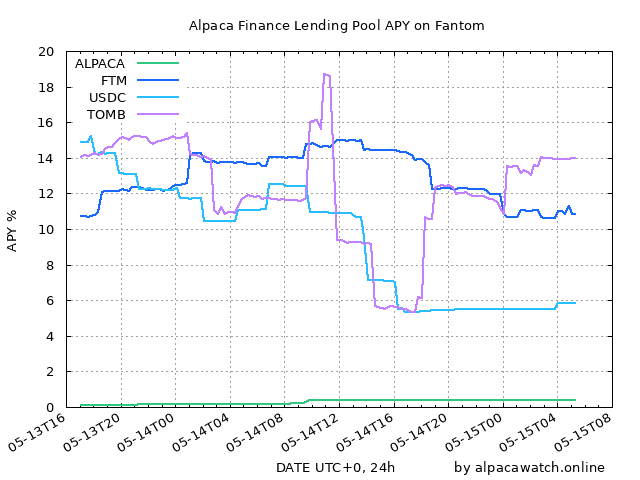 Alpaca Finance Lending Pool APY on Fantom
ALPACA
FTM
USDC
TOMB
APY %
20
18
16
14
12
10
8
6
4
2
0
05-13T16
05-13T20
05-14T00
05-14T04
05-14T08
05-14T12
05-14T16
05-14T20
05-15T00
05-15T04
05-15T08
DATE UTC+0, 24h
by alpacawatch.online